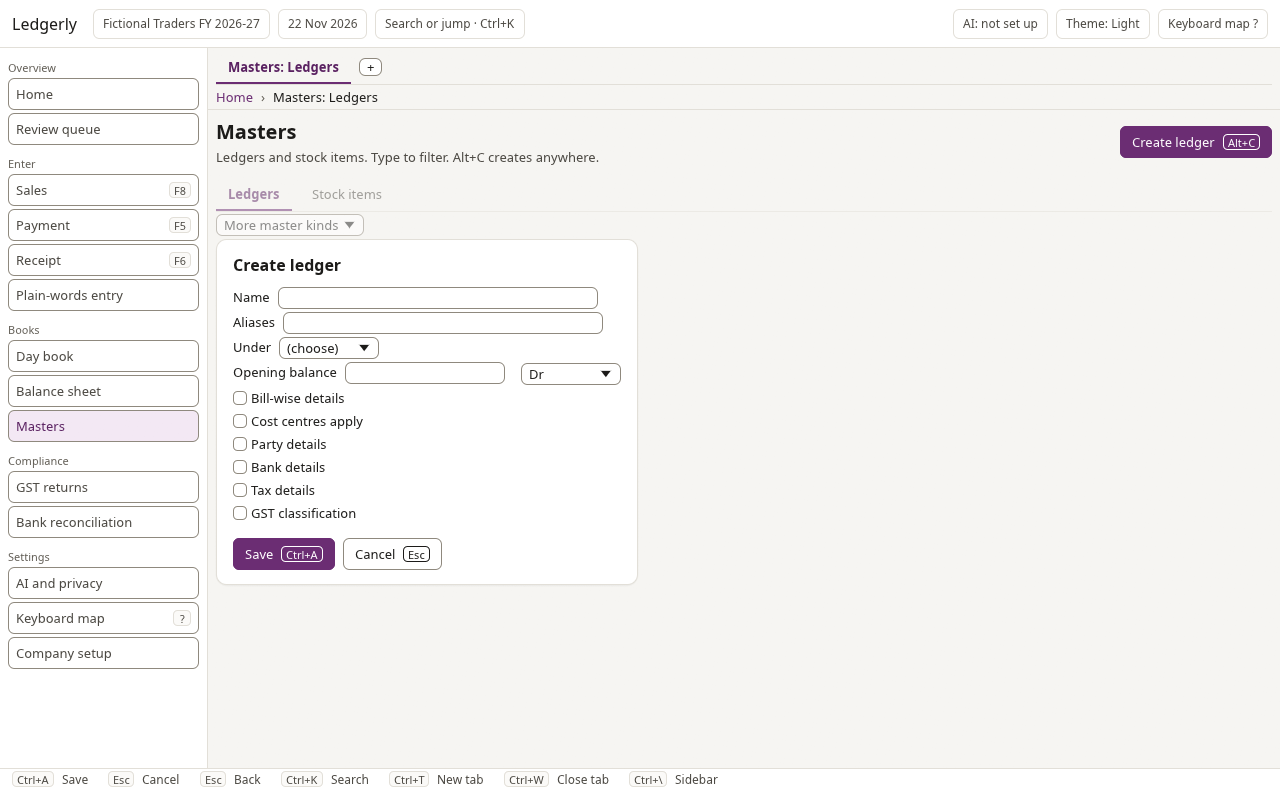 Ledgerly Fictional Traders FY 2026-27 22 Nov 2026 Search or jump · Ctrl+K AI: not set up Theme: Light Keyboard map ?
Overview
Home
Review queue
Enter
Sales F8
Payment F5
Receipt F6
Plain-words entry
Books
Day book
Balance sheet
Masters
Compliance
GST returns
Bank reconciliation
Settings
AI and privacy
Keyboard map ?
Company setup
Masters: Ledgers +
Home › Masters: Ledgers
Masters
Ledgers and stock items. Type to filter. Alt+C creates anywhere.
Create ledger Alt+C
Ledgers Stock items
More master kinds
Create ledger
Name
Aliases
Under (choose)
Opening balance Dr
Bill-wise details
Cost centres apply
Party details
Bank details
Tax details
GST classification
Save Ctrl+A Cancel Esc
Ctrl+A Save Esc Cancel Esc Back Ctrl+K Search Ctrl+T New tab Ctrl+W Close tab Ctrl+\ Sidebar